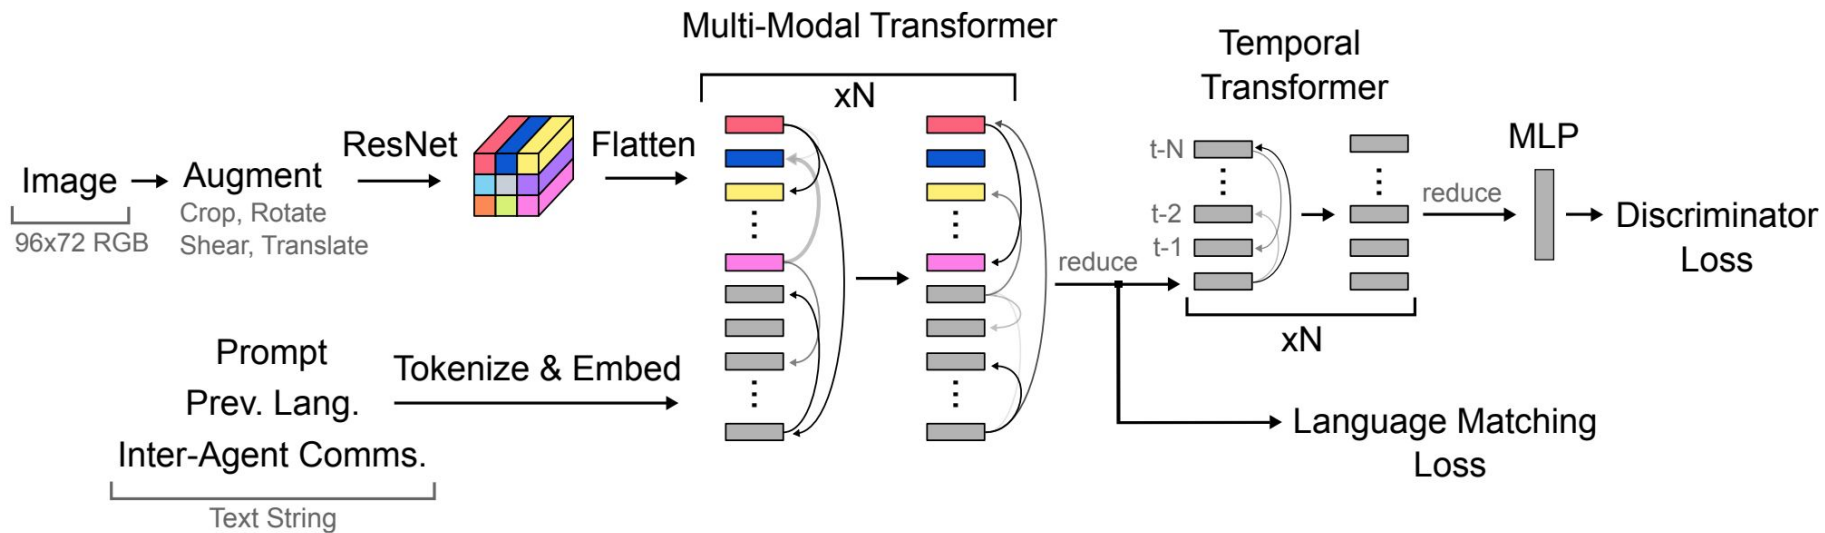 Multi-Modal Transformer
xN
Temporal
Transformer
Image
96x72 RGB
Augment
Crop, Rotate
Shear, Translate
ResNet
Flatten
Prompt
Prev. Lang.
Inter-Agent Comms.
Text String
Tokenize & Embed
reduce
t-N
t-2
t-1
xN
reduce
MLP
Discriminator
Loss
Language Matching
Loss